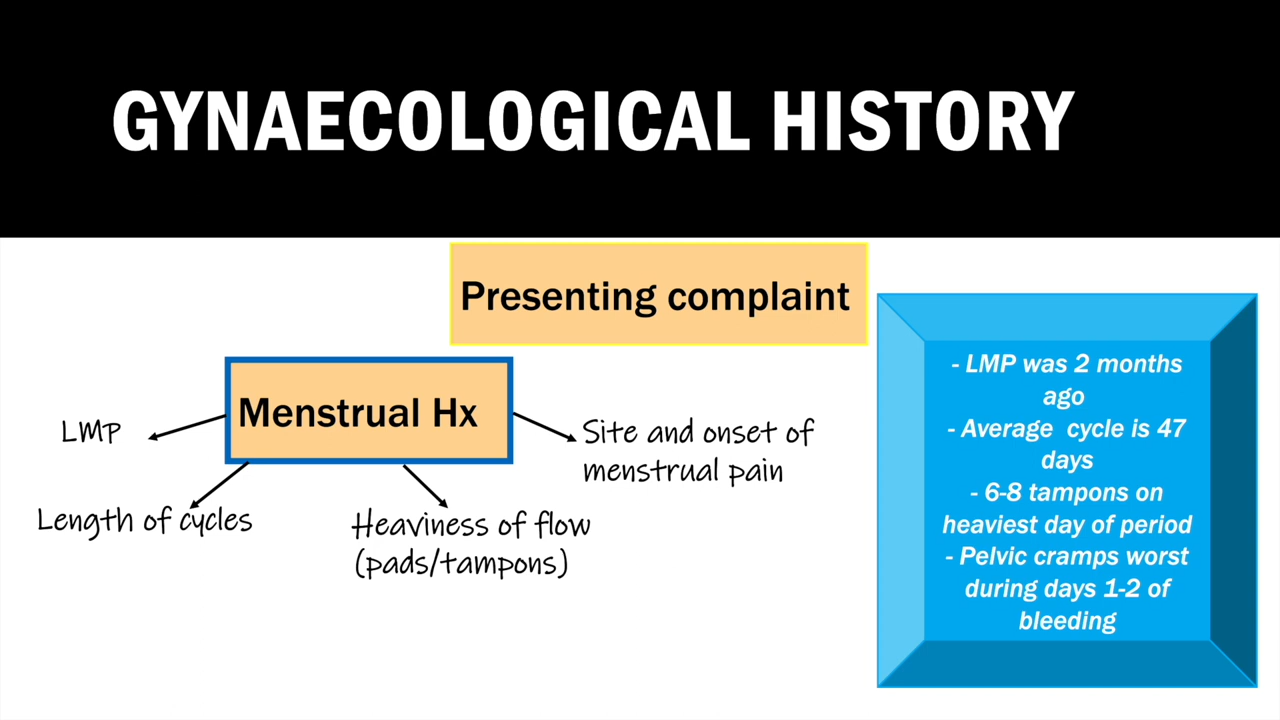 GYNAECOLOGICAL HISTORY
Presenting complaint
Menstrual Hx
LMP
Length of cycles
Heaviness of flow
(pads/tampons)
Site and onset of
menstrual pain
- LMP was 2 months
ago
- Average cycle is 47
days
- 6-8 tampons on
heaviest day of period
- Pelvic cramps worst
during days 1-2 of
bleeding